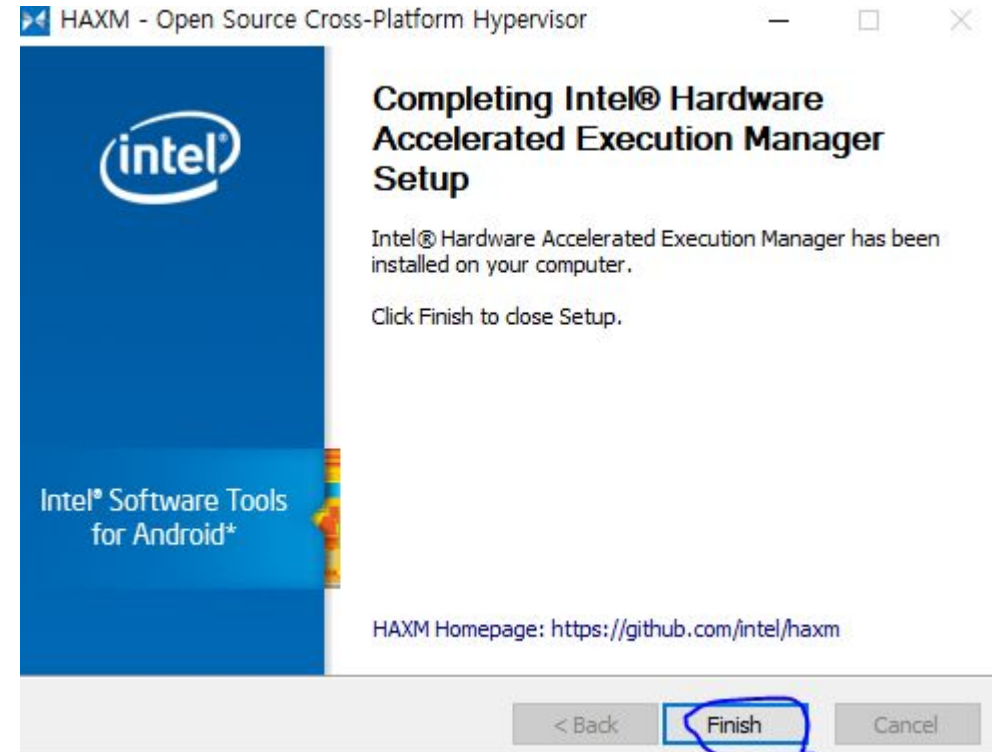 HAXM - Open Source Cross-Platform Hypervisor
intel®
Completing Intel® Hardware
Accelerated Execution Manager
Setup
Intel® Hardware Accelerated Execution Manager has been
installed on your computer.
Click Finish to close Setup.
Intel® Software Tools
for Android*
HAXM Homepage: https://github.com/intel/haxm
< Back Finish Cancel